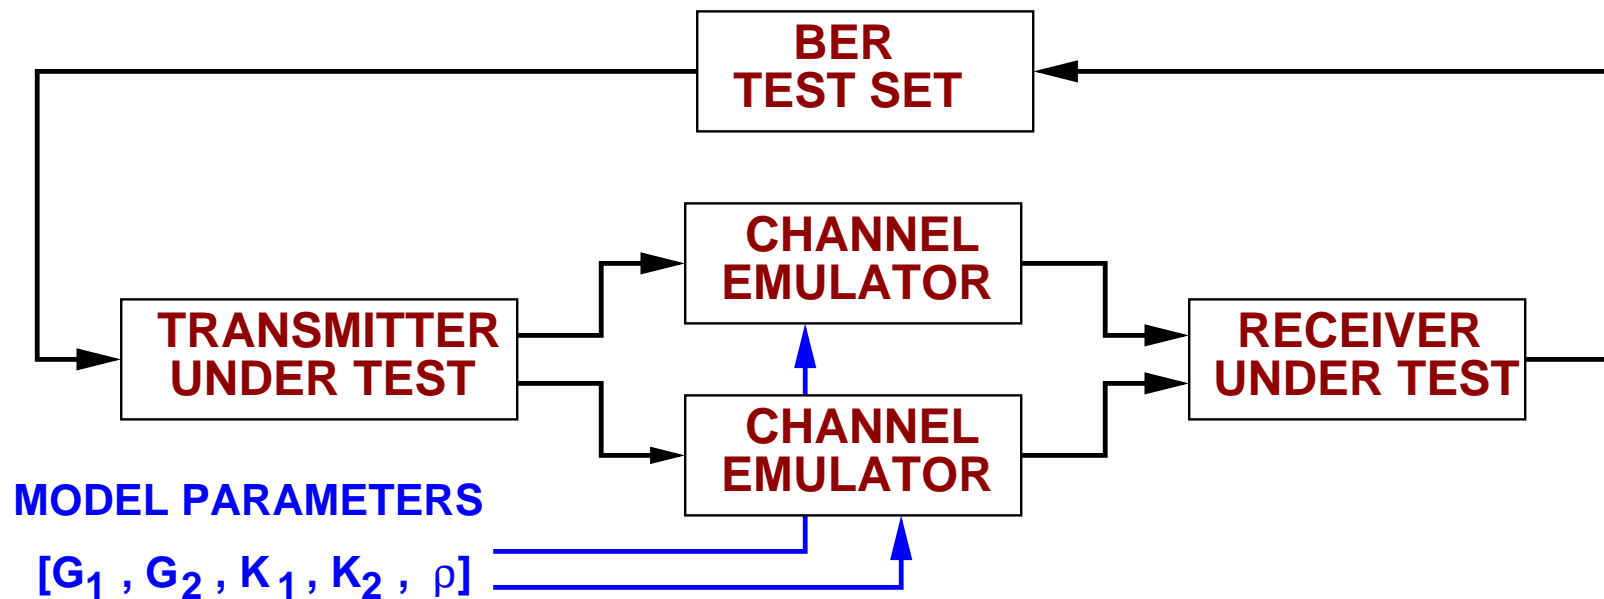 BER
TEST SET
CHANNEL
EMULATOR
TRANSMITTER
UNDER TEST
RECEIVER
UNDER TEST
CHANNEL
EMULATOR
MODEL PARAMETERS
[G1 , G2 , K1 , K2 , ρ]